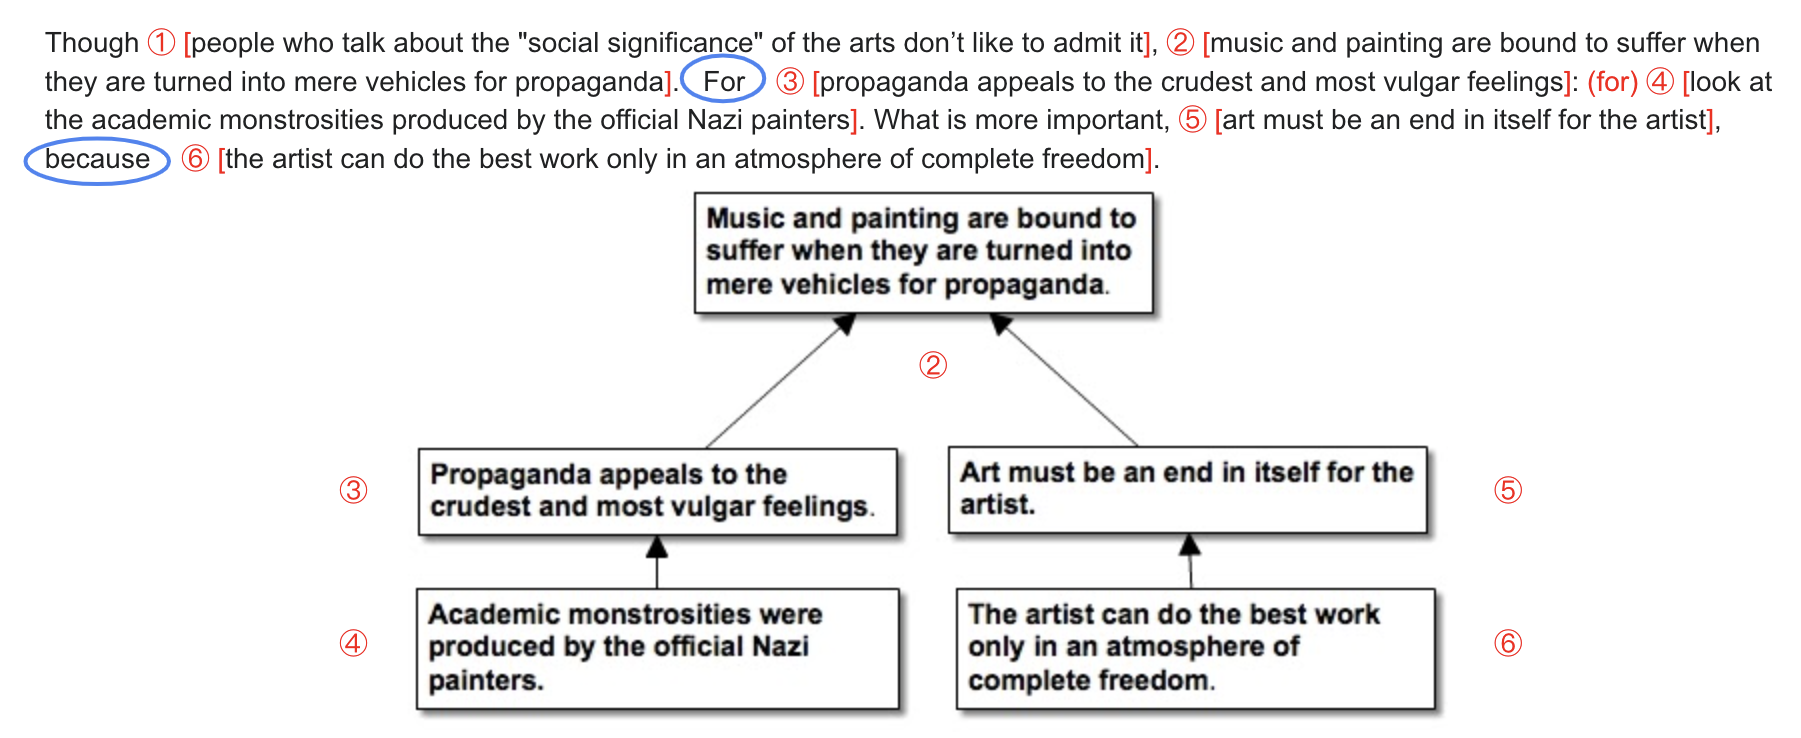 Though ① [people who talk about the "social significance" of the arts don’t like to admit it], ② [music and painting are bound to suffer when
they are turned into mere vehicles for propaganda]. For ③ [propaganda appeals to the crudest and most vulgar feelings]: (for) ④ [look at
the academic monstrosities produced by the official Nazi painters]. What is more important, ⑤ [art must be an end in itself for the artist],
because ⑥ [the artist can do the best work only in an atmosphere of complete freedom].
Music and painting are bound to
suffer when they are turned into
mere vehicles for propaganda.
②
③
Propaganda appeals to the
crudest and most vulgar feelings.
Art must be an end in itself for the
artist.
⑤
④
Academic monstrosities were
produced by the official Nazi
painters.
The artist can do the best work
only in an atmosphere of
complete freedom.
⑥